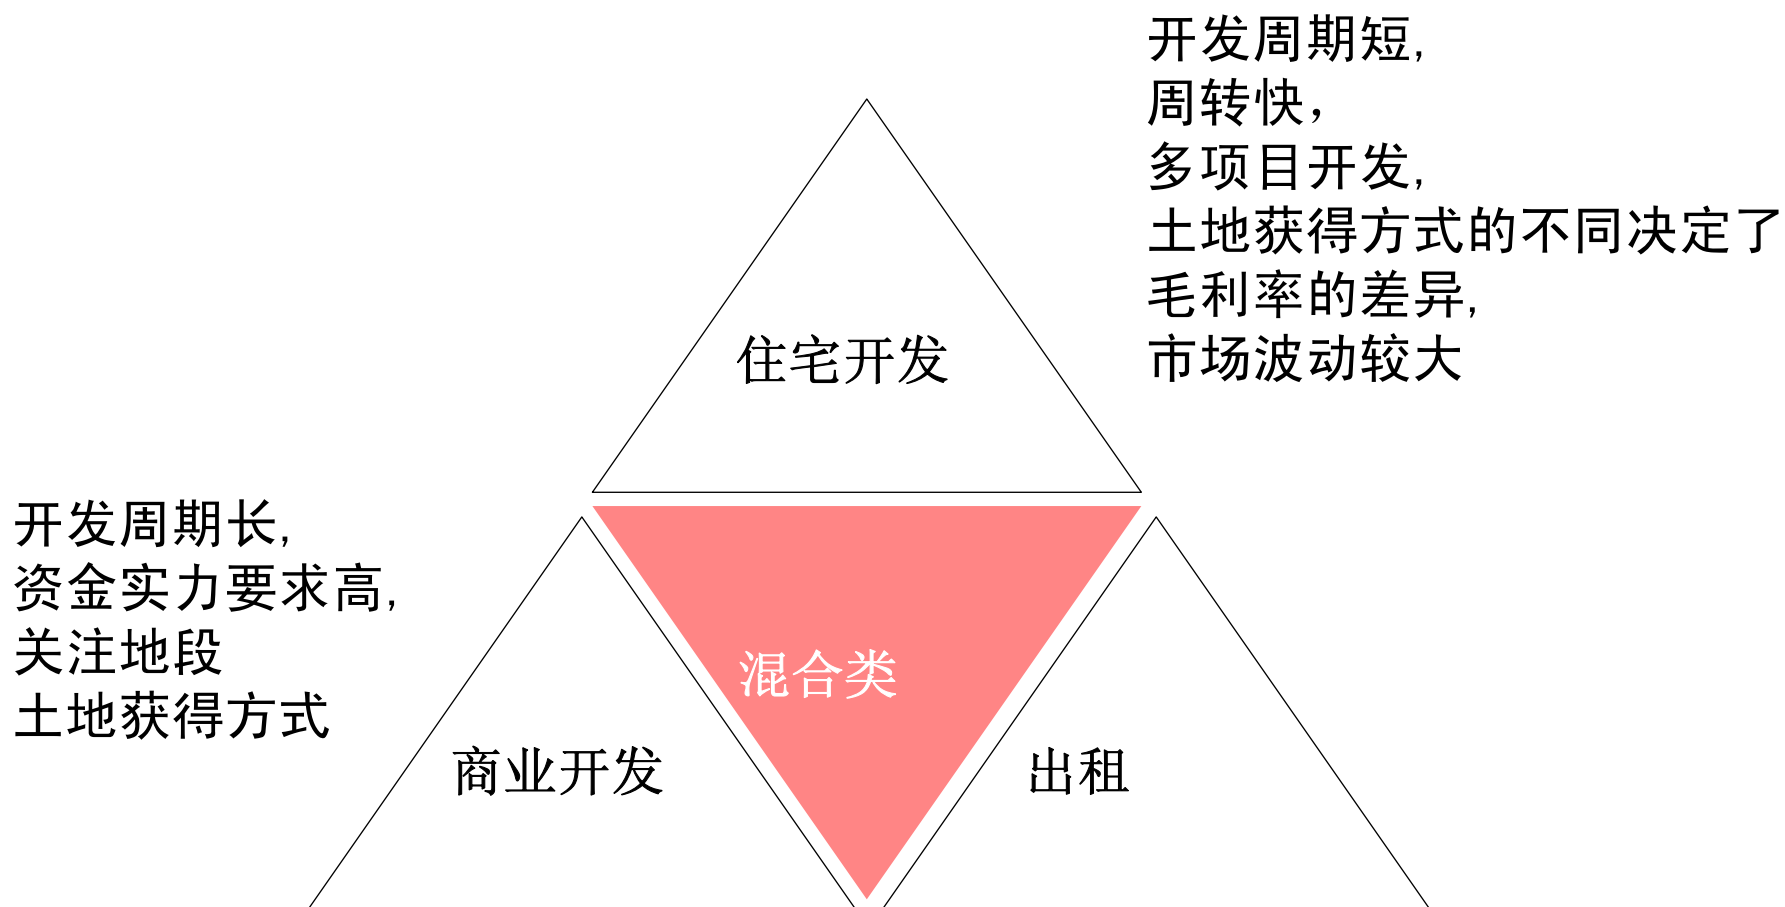 开发周期短,
周转快，
多项目开发,
土地获得方式的不同决定了
毛利率的差异,
市场波动较大
住宅开发
开发周期长,
资金实力要求高,
关注地段
土地获得方式
混合类
商业开发
出租